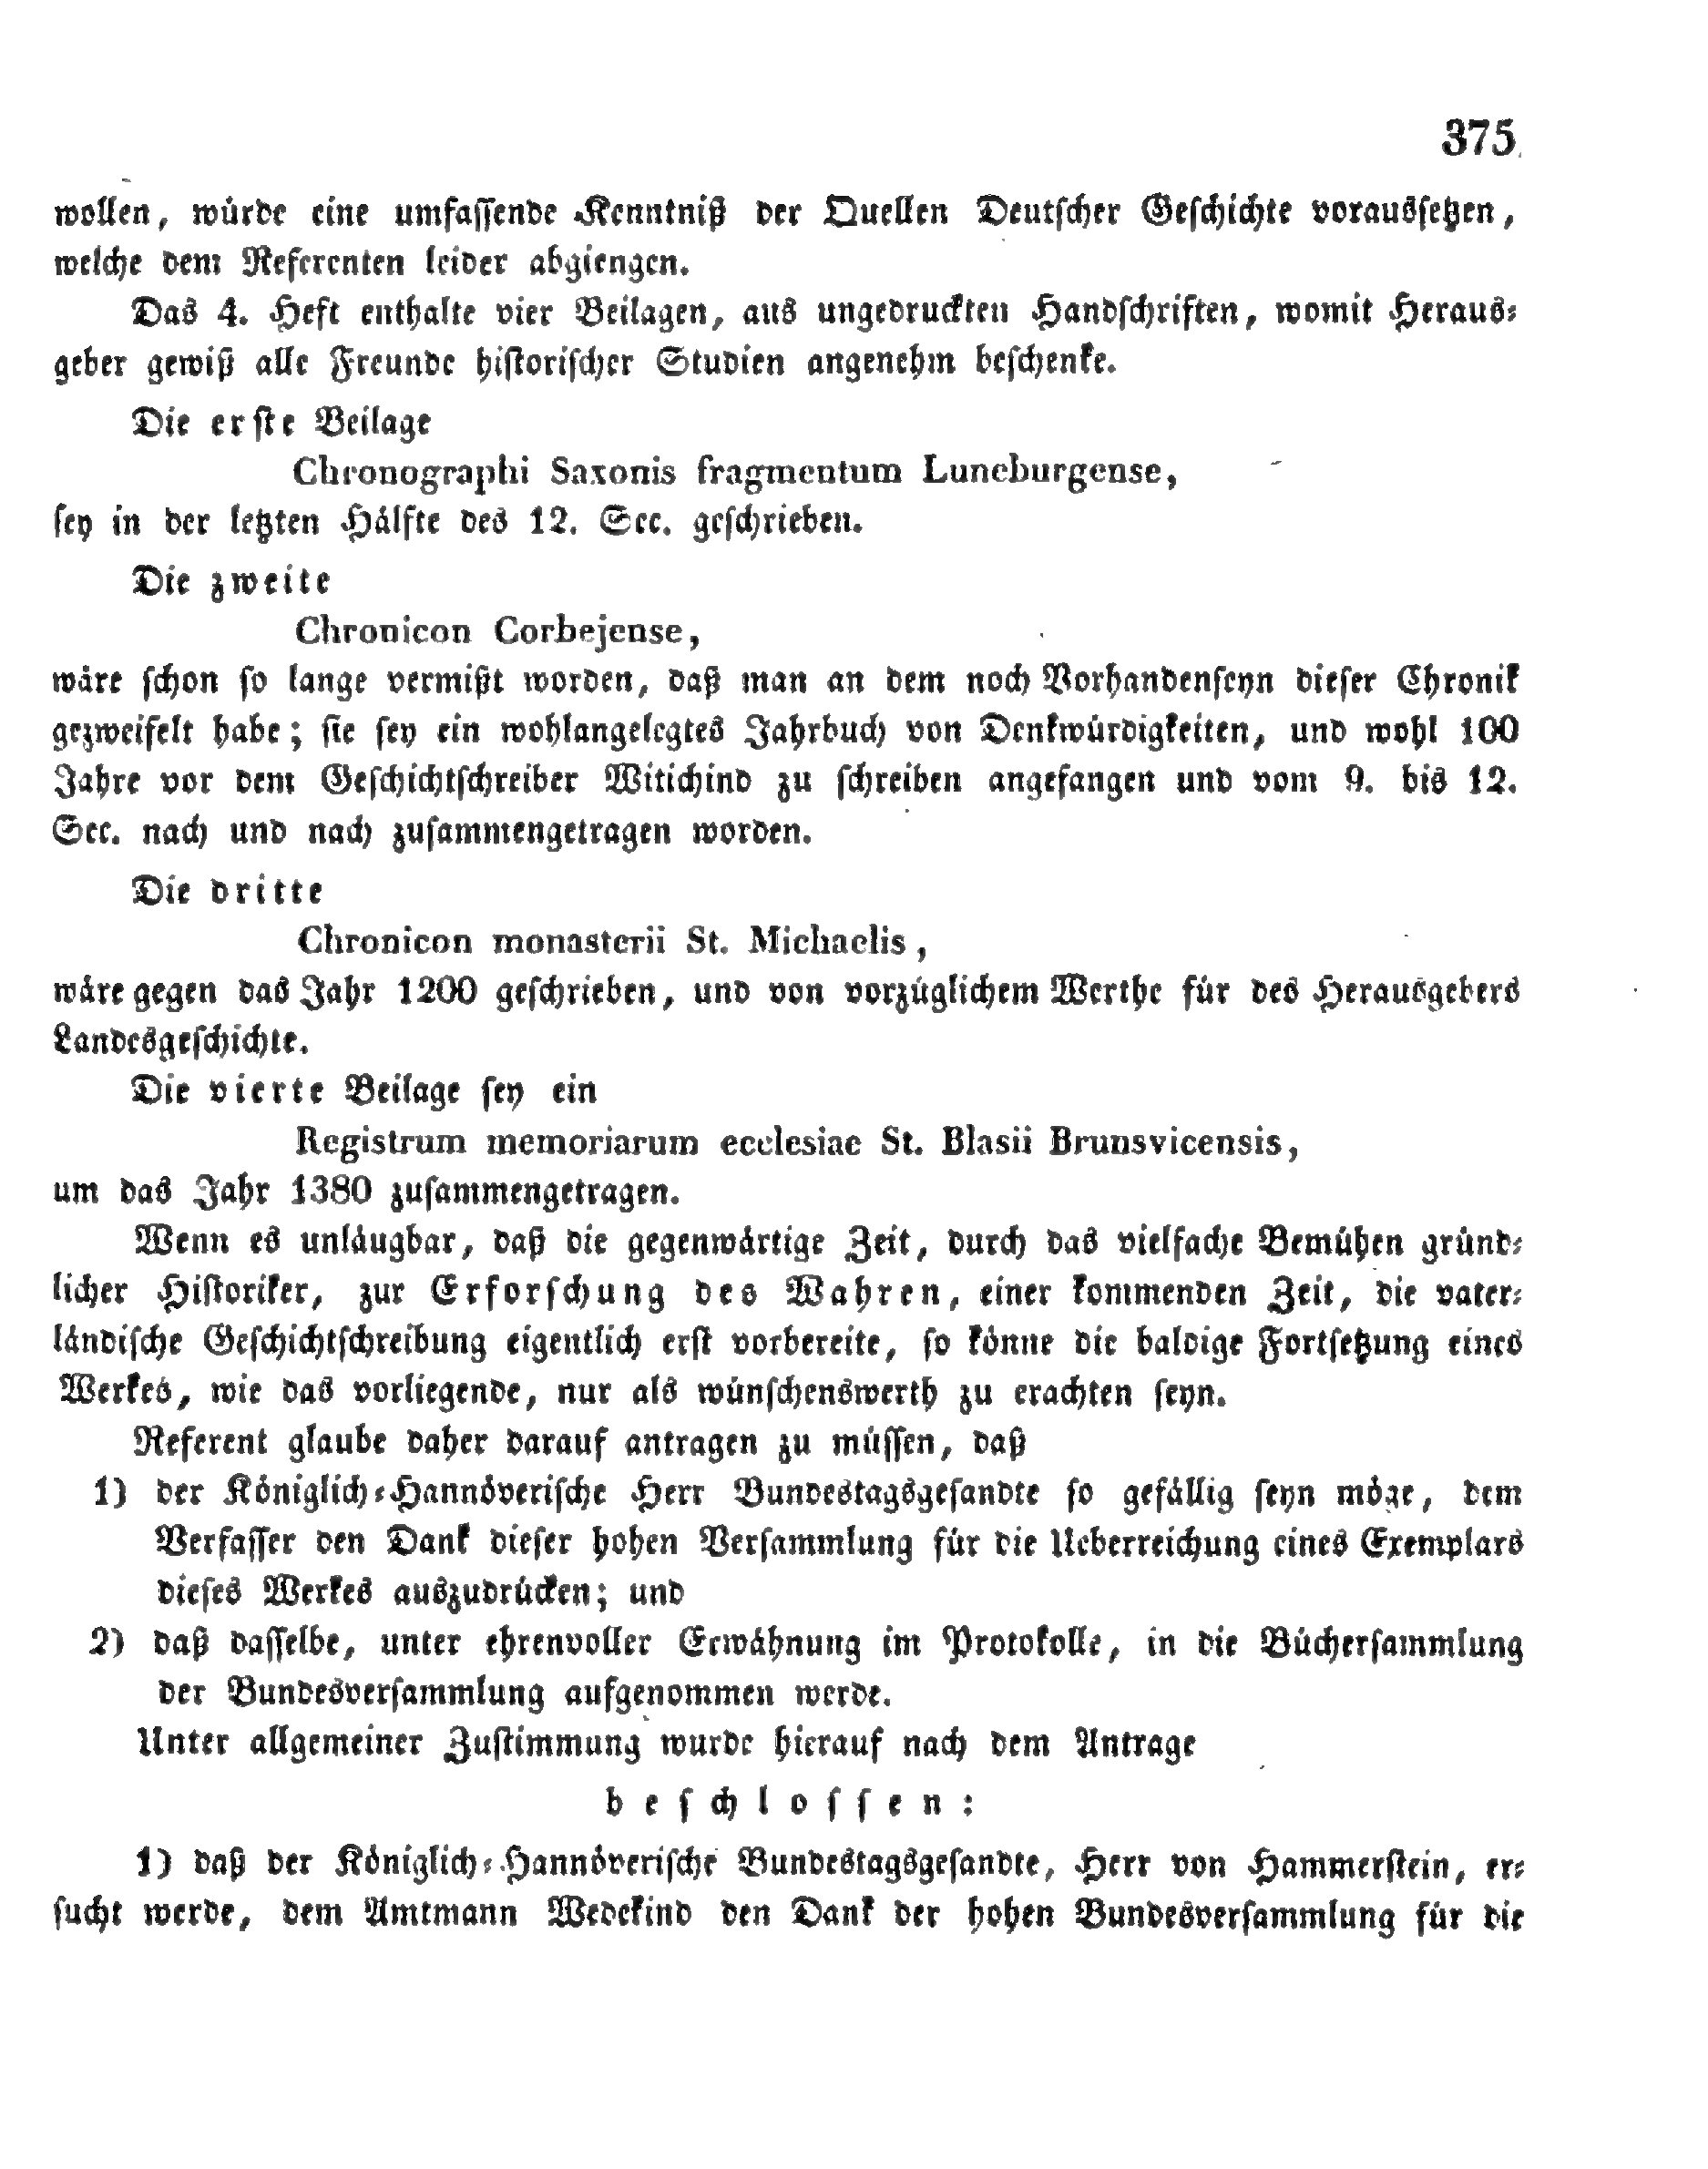 375
wollen, würde eine umfassende Kenntniß der Quellen Deutscher Geschichte voraussetzen,
welche dem Referenten leider abgiengen.
Das 4. Heft enthalte vier Beilagen, aus ungedruckten Handschriften, womit Heraus-
geber gewiß alle Freunde historischer Studien angenehm beschenke.
Die erste Beilage
Chronographi Saxonis fragmentum Luneburgense,
sey in der letzten Hälfte des 12. Sec. geschrieben.
Die zweite
Chronicon Corbejense,
wäre schon so lange vermißt worden, daß man an dem noch Vorhandenseyn dieser Chronik
gezweifelt habe; sie sey ein wohlangelegtes Jahrbuch von Denkwürdigkeiten, und wohl 100
Jahre vor dem Geschichtschreiber Witichind zu schreiben angefangen und vom 9. bis 12.
Sec. nach und nach zusammengetragen worden.
Die dritte
Chronicon monasterii St. Michaelis,
wäre gegen das Jahr 1200 geschrieben, und von vorzüglichem Werthe für des Herausgebers
Landesgeschichte.
Die vierte Beilage sey ein
Registrum memoriarum ecclesiae St. Blasii Brunsvicensis,
um das Jahr 1380 zusammengetragen.
Wenn es unläugbar, daß die gegenwärtige Zeit, durch das vielfache Bemühen gründ-
licher Historiker, zur Erforschung des Wahren, einer kommenden Zeit, die vater-
ländische Geschichtschreibung eigentlich erst vorbereite, so könne die baldige Fortsetzung eines
Werkes, wie das vorliegende, nur als wünschenswerth zu erachten seyn.
Referent glaube daher darauf antragen zu müssen, daß
1) der Königlich-Hannöverische Herr Bundestagsgesandte so gefällig seyn möge, dem
Verfasser den Dank dieser hohen Versammlung für die Ueberreichung eines Exemplars
dieses Werkes auszudrücken; und
2) daß dasselbe, unter ehrenvoller Erwähnung im Protokolle, in die Büchersammlung
der Bundesversammlung aufgenommen werde.
Unter allgemeiner Zustimmung wurde hierauf nach dem Antrage
beschlossen:
1) daß der Königlich-Hannöverische Bundestagsgesandte, Herr von Hammerstein, er-
sucht werde, dem Amtmann Wedekind den Dank der hohen Bundesversammlung für die